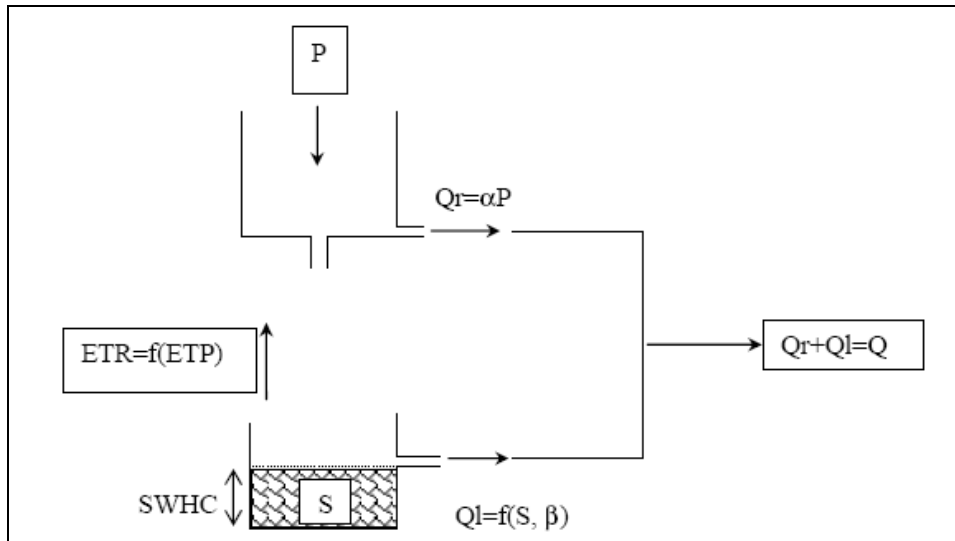 P
Qr=αP
ETR=f(ETP)
Qr+Ql=Q
SWHC
S
Ql=f(S, β)